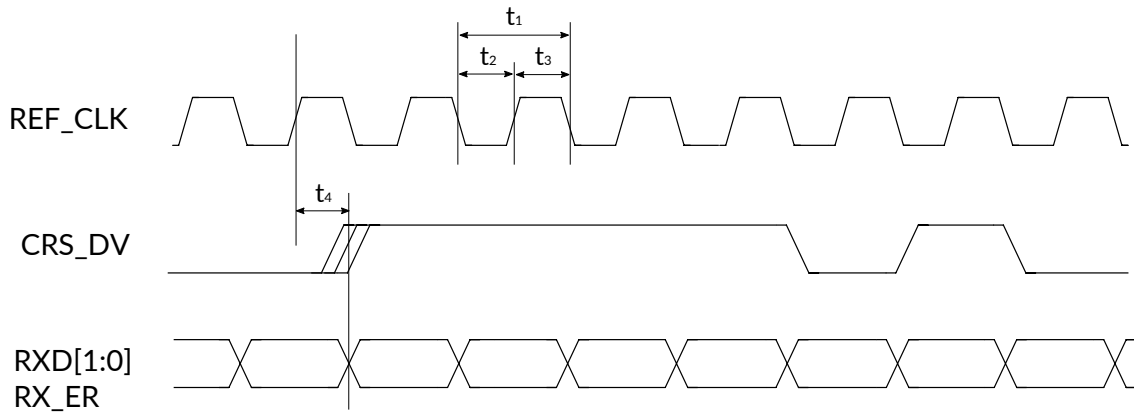 t1
t2 t3
REF_CLK
t4
CRS_DV
RXD[1:0]
RX_ER